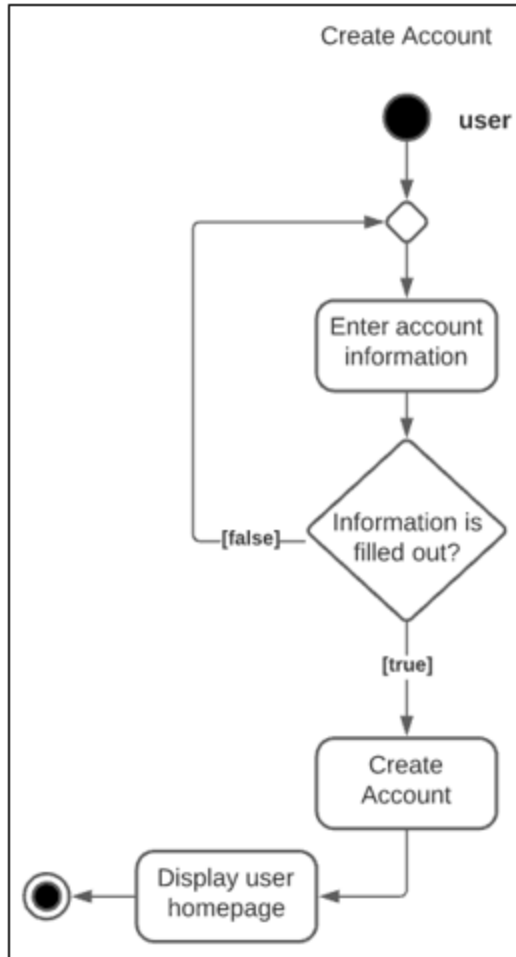 Create Account
user
Enter account
information
Information is
filled out?
[false]
[true]
Create
Account
Display user
homepage